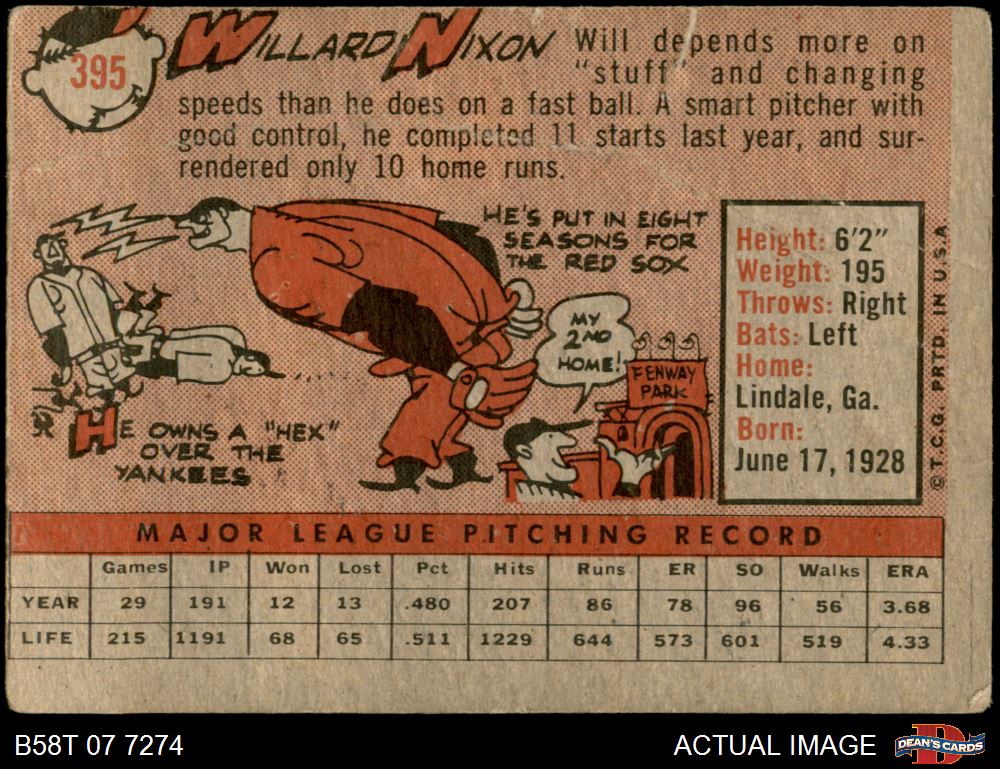 395
WILLARD NIXON
Will depends more on
"stuff" and changing
speeds than he does on a fast ball. A smart pitcher with
good control, he completed 11 starts last year, and sur-
rendered only 10 home runs.
HE'S PUT IN EIGHT
SEASONS FOR
THE RED SOX
MY
2ND
HOME!
FENWAY
PARK
HE OWNS A "HEX"
OVER THE
YANKEES
Height: 6'2"
Weight: 195
Throws: Right
Bats: Left
Home:
Lindale, Ga.
Born:
June 17, 1928
© T.C.G. PRTD. IN U.S.A.
MAJOR LEAGUE PITCHING RECORD
Games IP Won Lost Pct Hits Runs ER SO Walks ERA
YEAR 29 191 12 13 .480 207 86 78 96 56 3.68
LIFE 215 1191 68 65 .511 1229 644 573 601 519 4.33
B58T 07 7274
ACTUAL IMAGE
DEAN'S CARDS